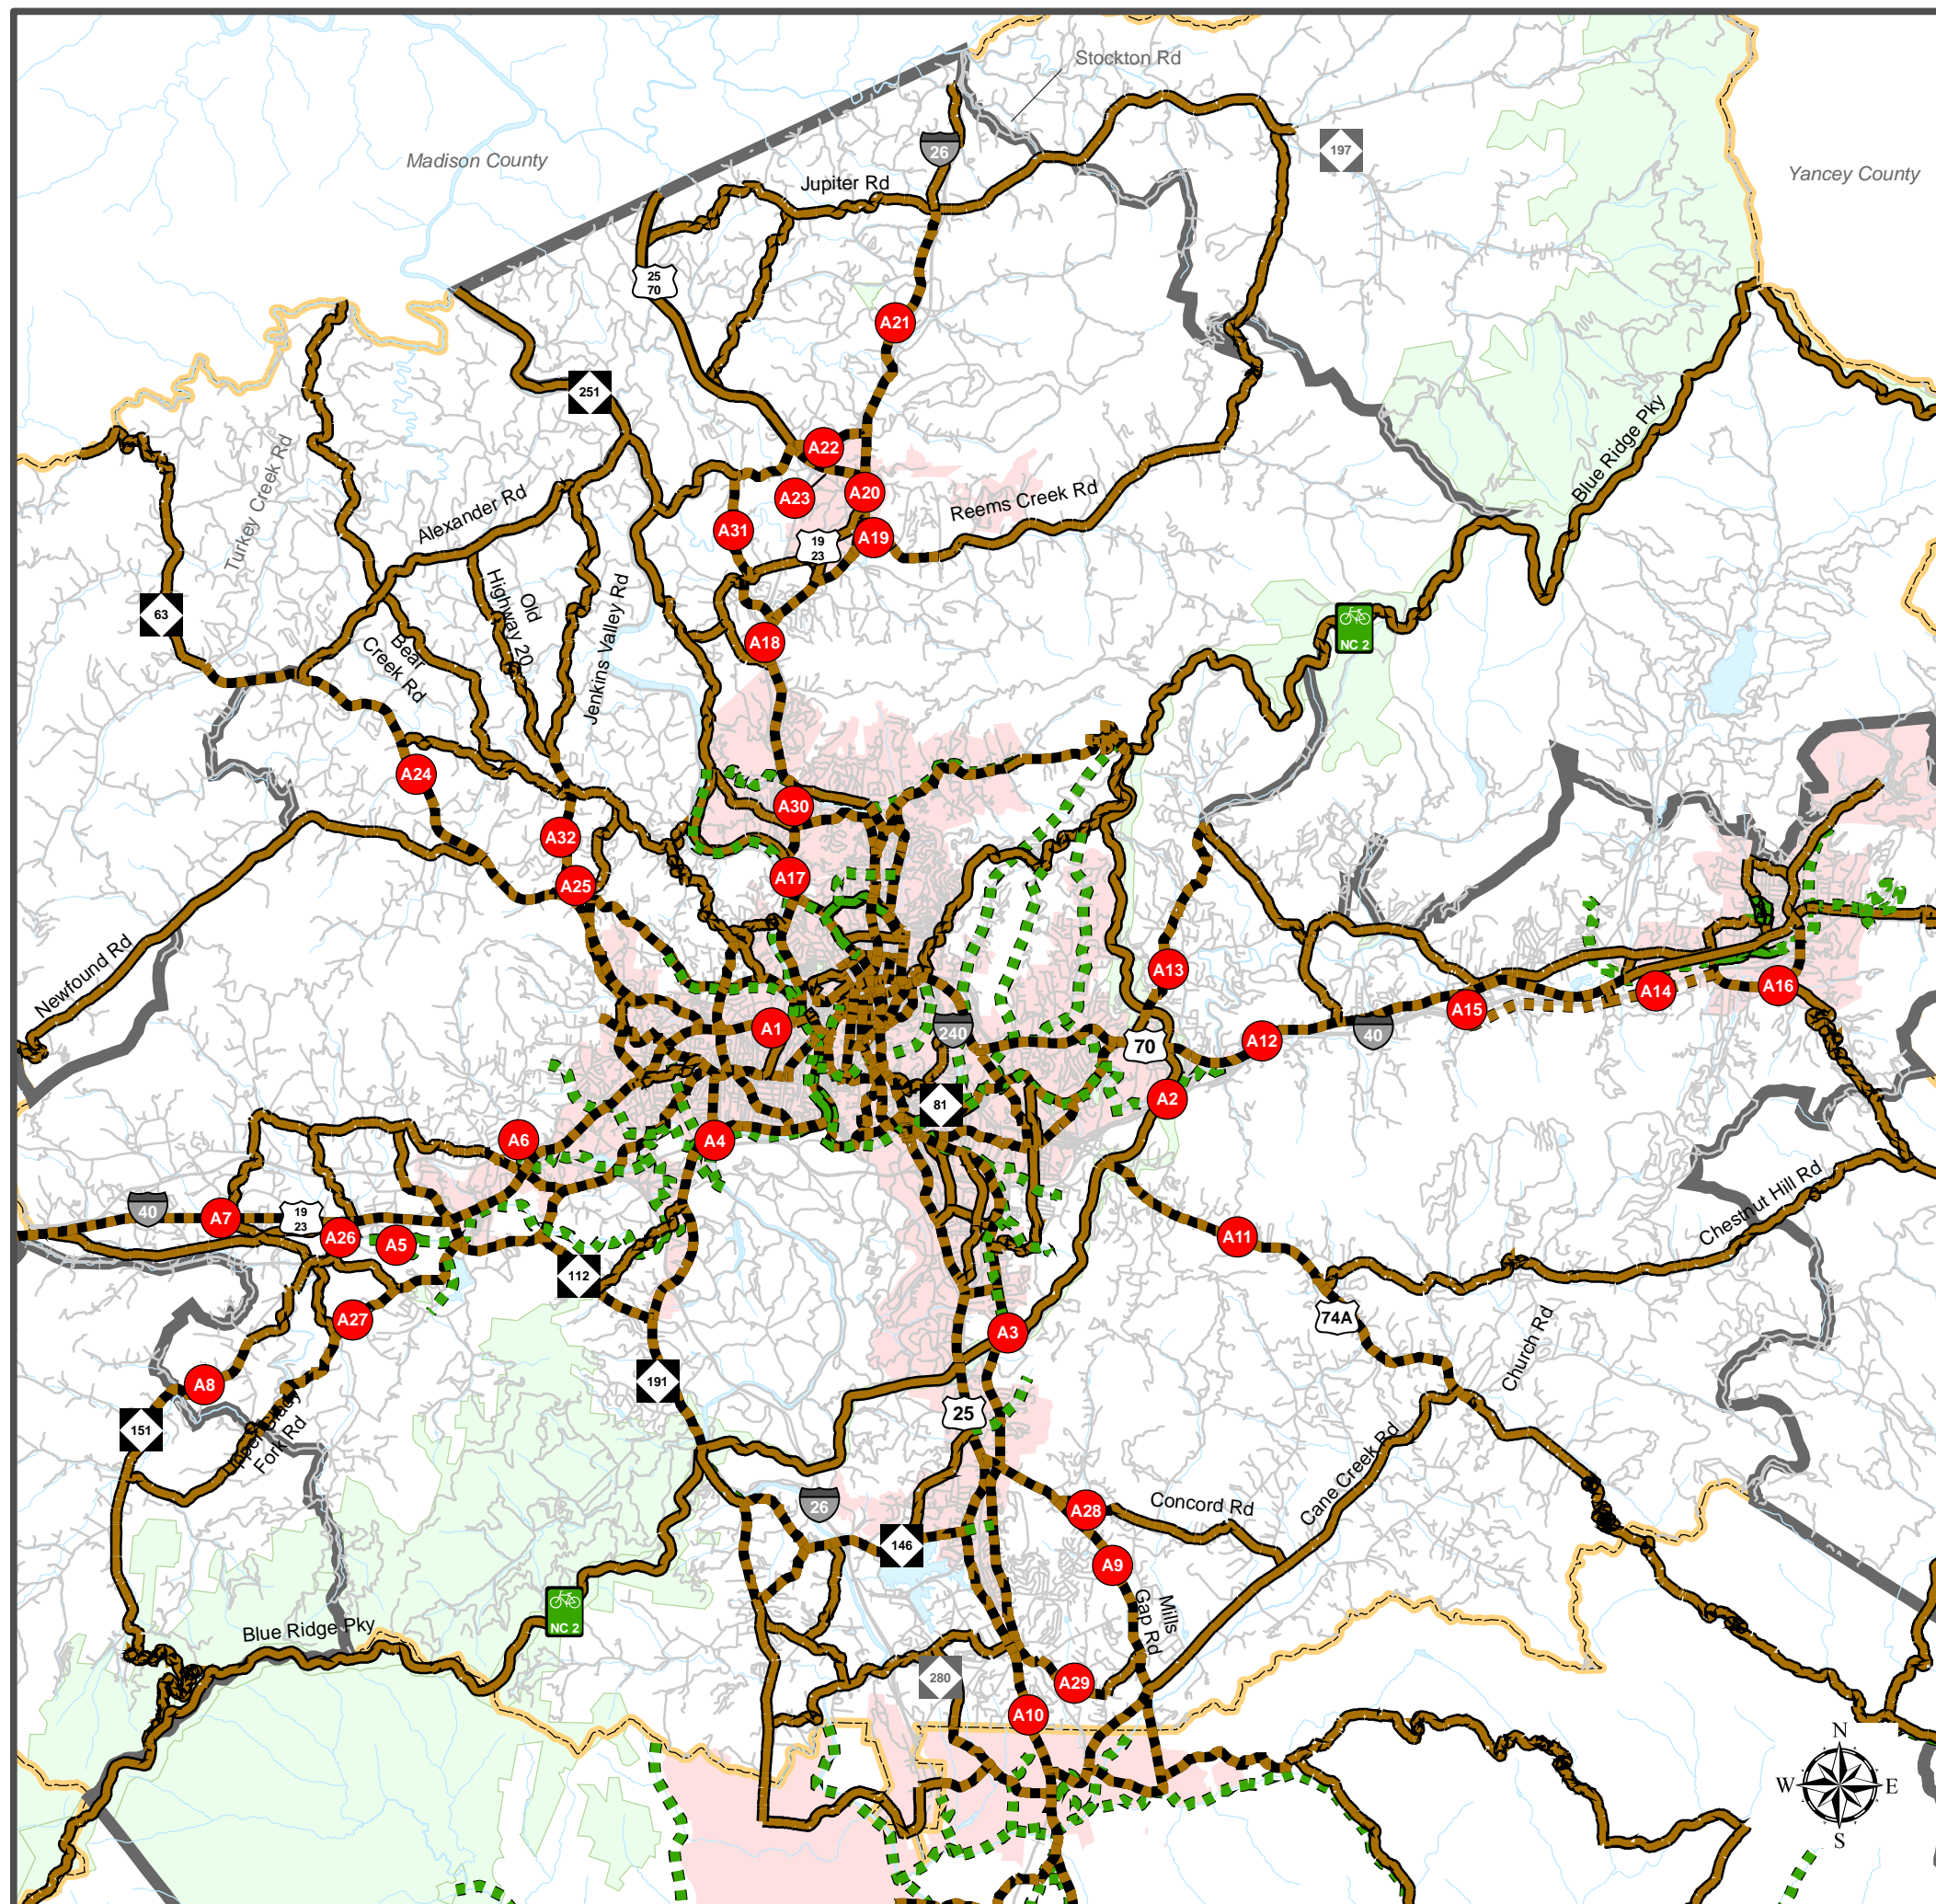 Stockton Rd
26
197
Madison County
Yancey County
Jupiter Rd
25
70
A21
251
Blue Ridge Pky
A22
A23
A20
Turkey Creek Rd
Alexander Rd
Reems Creek Rd
A31
A19
19
23
63
Old
Highway 20
Jenkins Valley Rd
NC 2
A18
Bear
Creek Rd
A24
A30
A32
A25
A17
Newfound Rd
A13
A14
A16
A15
A1
240
70
A12
40
81
A2
A6
A4
Chestnut Hill Rd
40
A7
19
23
A26
A5
A11
112
74A
A27
A3
Church Rd
A8
191
25
151
Upper Brady
Fork Rd
Cane Creek Rd
26
A28
Concord Rd
146
A9
Mills
Gap Rd
NC 2
Blue Ridge Pky
280
A29
A10
N
W
E
S